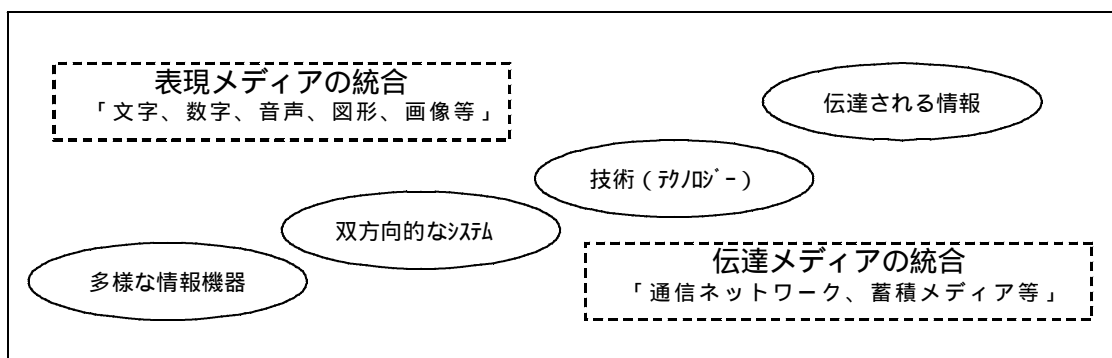 表現メディアの統合
「文字、数字、音声、図形、画像等」
伝達される情報
技術(ﾃｸﾉﾛｼﾞｰ)
双方向的なｼｽﾃﾑ
伝達メディアの統合
「通信ネットワーク、蓄積メディア等」
多様な情報機器